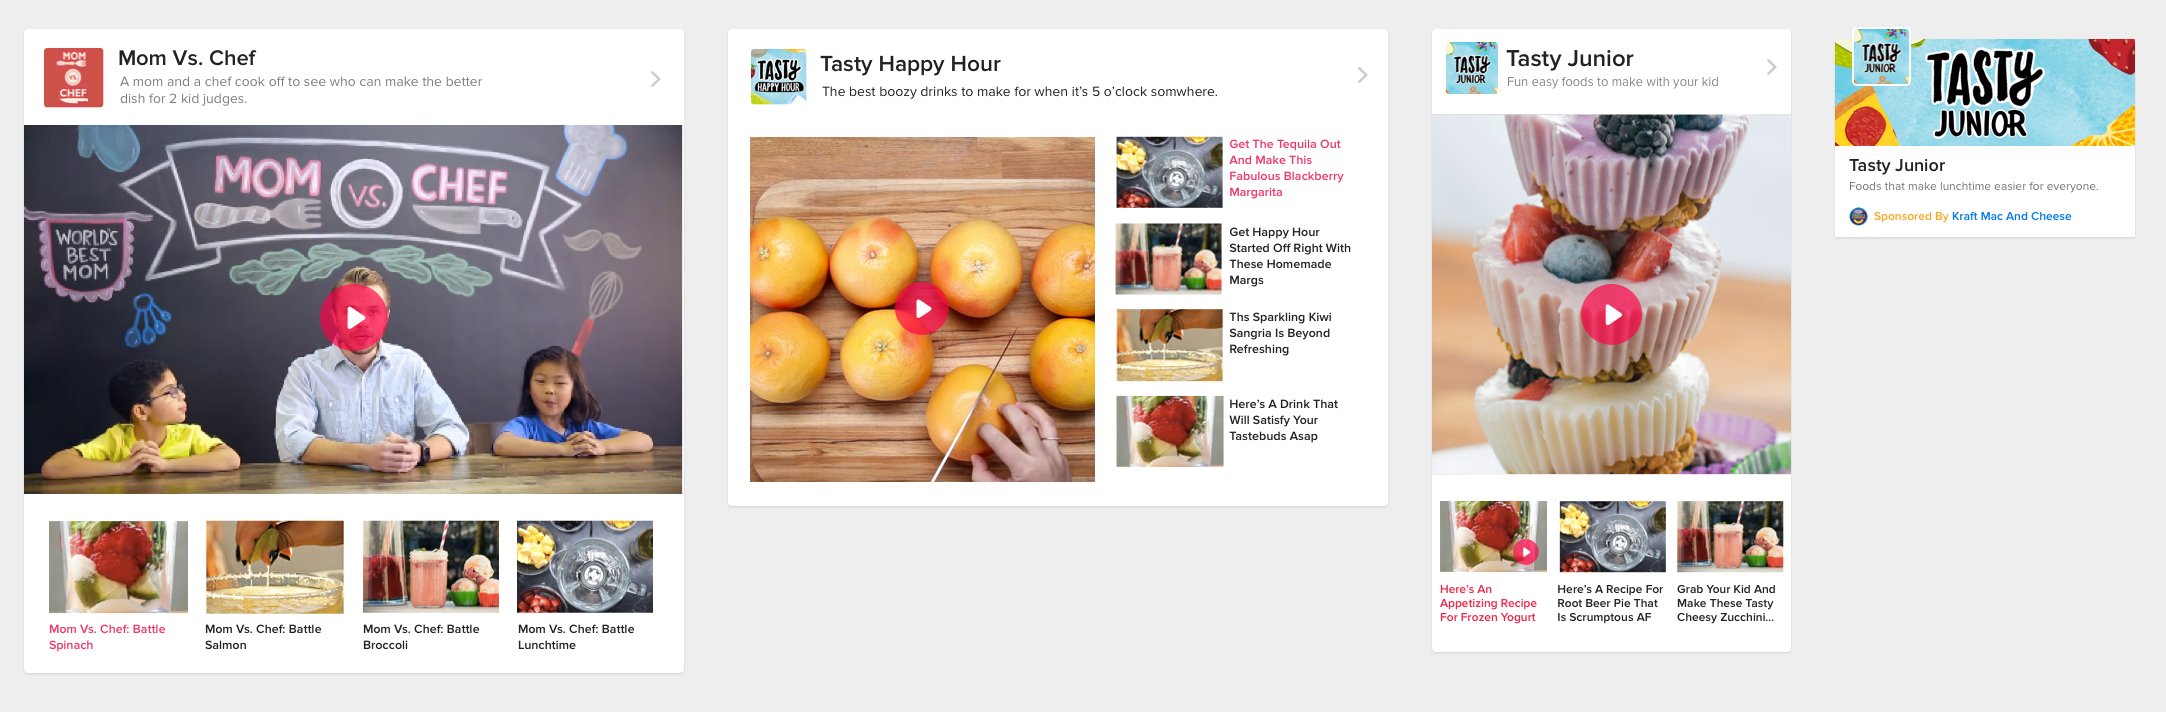 MOM
VS.
CHEF
Mom Vs. Chef
A mom and a chef cook off to see who can make the better
dish for 2 kid judges.
MOM VS. CHEF
WORLD'S
BEST
MOM
Mom Vs. Chef: Battle
Spinach
Mom Vs. Chef: Battle
Salmon
Mom Vs. Chef: Battle
Broccoli
Mom Vs. Chef: Battle
Lunchtime
TASTY
HAPPY HOUR
Tasty Happy Hour
The best boozy drinks to make for when it's 5 o'clock somwhere.
Get The Tequila Out
And Make This
Fabulous Blackberry
Margarita
Get Happy Hour
Started Off Right With
These Homemade
Margs
Ths Sparkling Kiwi
Sangria Is Beyond
Refreshing
Here's A Drink That
Will Satisfy Your
Tastebuds Asap
TASTY
JUNIOR
Tasty Junior
Fun easy foods to make with your kid
Here's An
Appetizing Recipe
For Frozen Yogurt
Here's A Recipe For
Root Beer Pie That
Is Scrumptous AF
Grab Your Kid And
Make These Tasty
Cheesy Zucchini...
TASTY
JUNIOR
TASTY
JUNIOR
Tasty Junior
Foods that make lunchtime easier for everyone.
Sponsored By Kraft Mac And Cheese